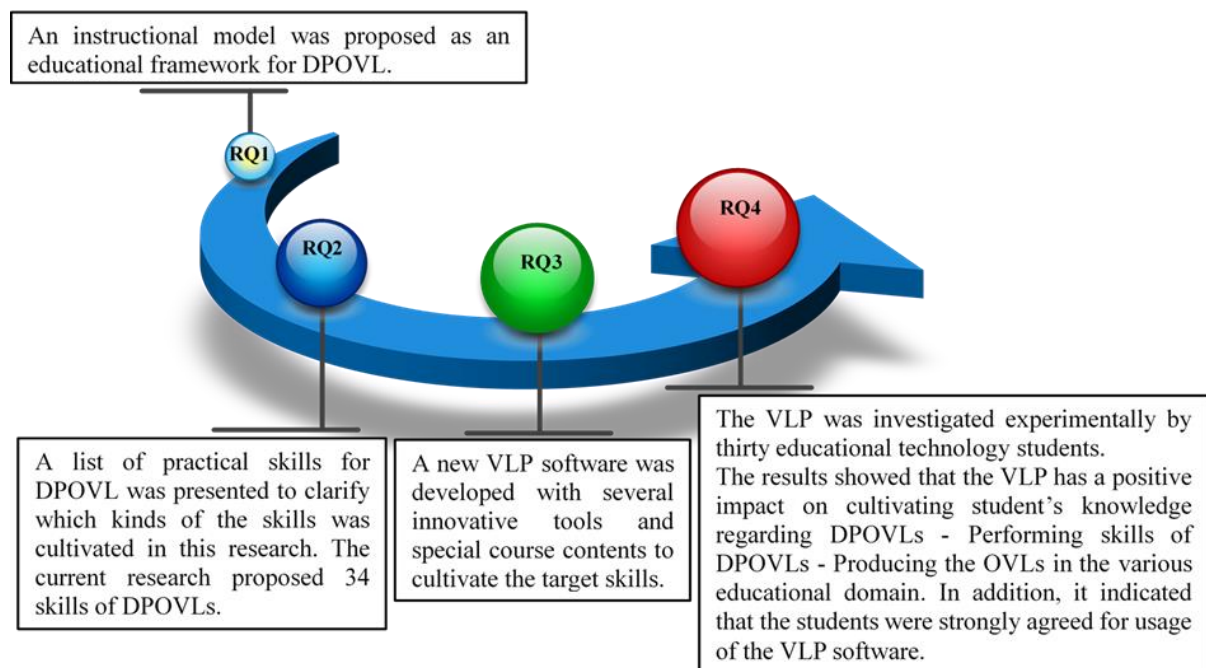 An instructional model was proposed as an
educational framework for DPOVL.
RQ1
RQ2
RQ3
RQ4
A list of practical skills for
DPOVL was presented to clarify
which kinds of the skills was
cultivated in this research. The
current research proposed 34
skills of DPOVLs.
A new VLP software was
developed with several
innovative tools and
special course contents to
cultivate the target skills.
The VLP was investigated experimentally by
thirty educational technology students.
The results showed that the VLP has a positive
impact on cultivating student’s knowledge
regarding DPOVLs - Performing skills of
DPOVLs - Producing the OVLs in the various
educational domain. In addition, it indicated
that the students were strongly agreed for usage
of the VLP software.